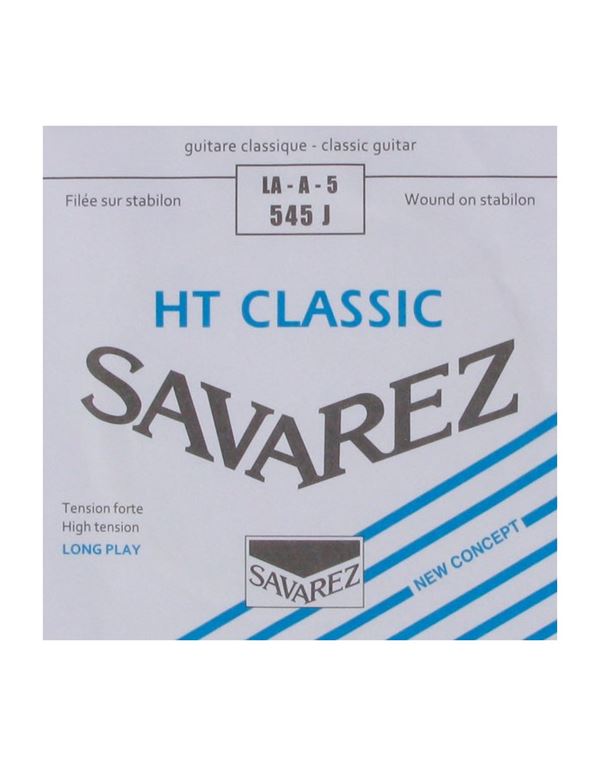 guitare classique - classic guitar
LA - A - 5
545 J
Filée sur stabilon
Wound on stabilon
HT CLASSIC
SAVAREZ
Tension forte
High tension
LONG PLAY
SAVAREZ
NEW CONCEPT